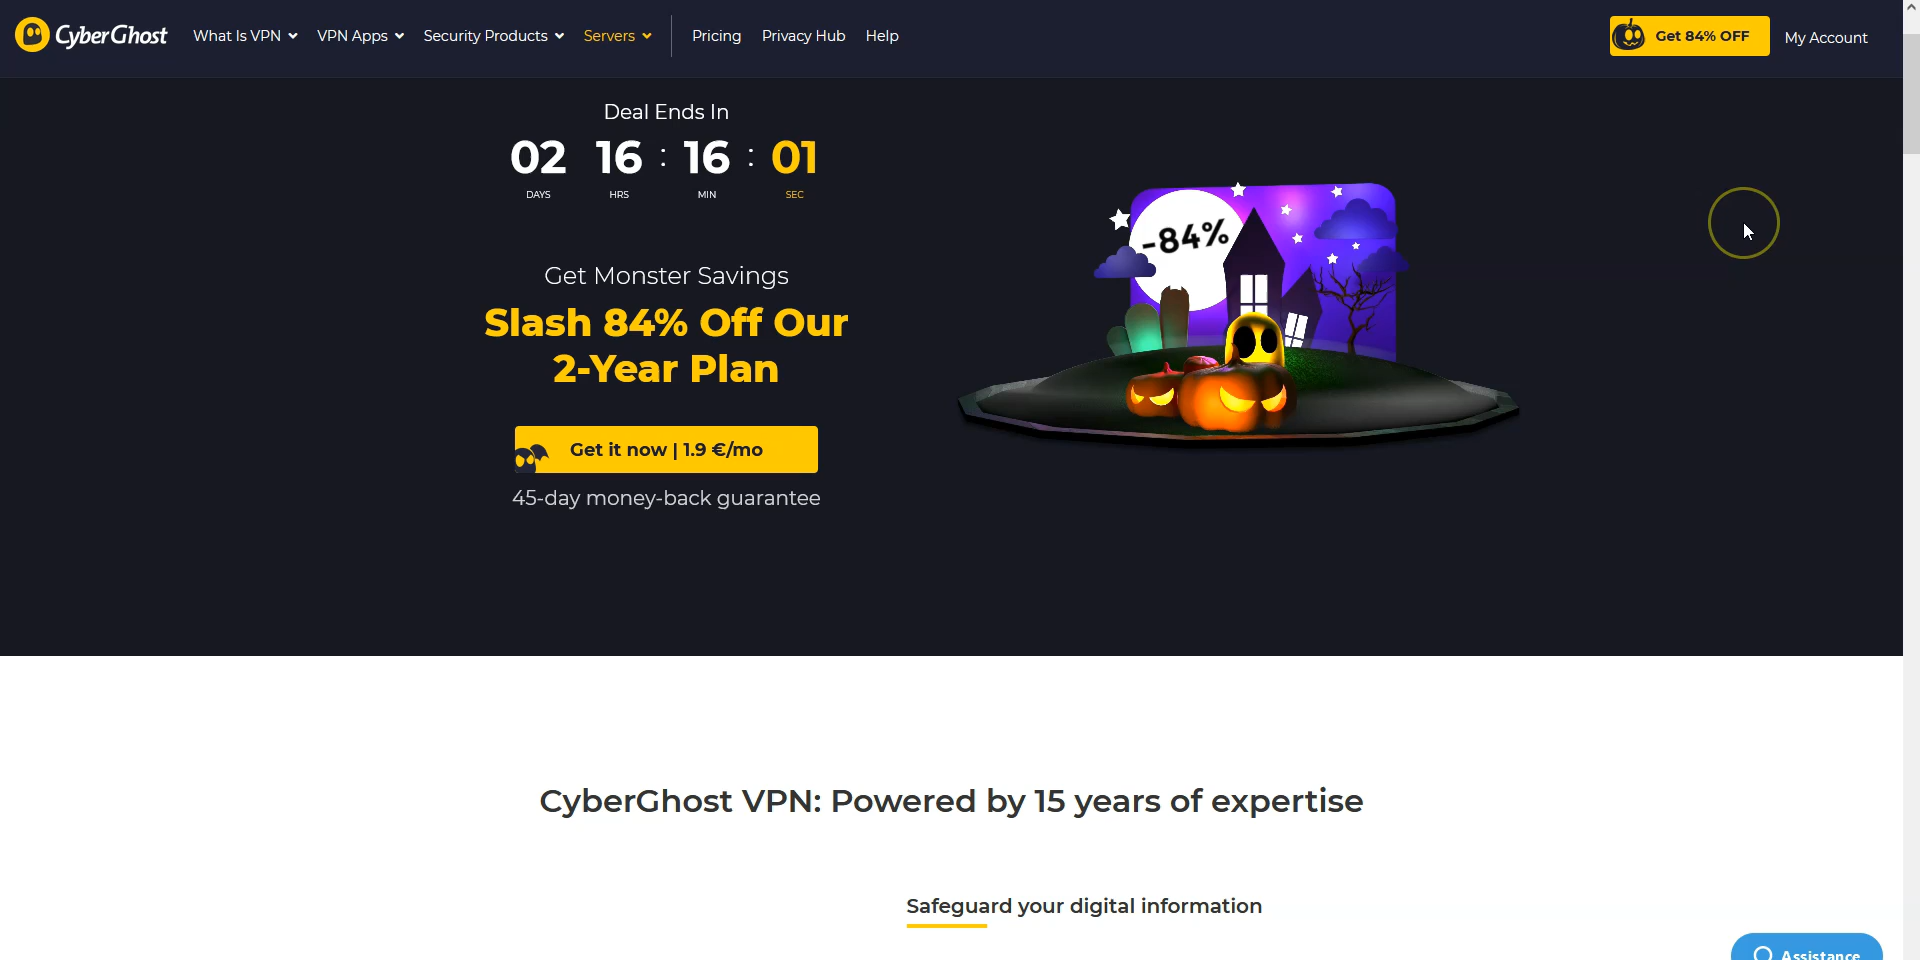 CyberGhost What Is VPN VPN Apps Security Products Servers Pricing Privacy Hub Help Get 84% OFF My Account
Deal Ends In
02 16 : 16 : 01
DAYS HRS MIN SEC
-84%
Get Monster Savings
Slash 84% Off Our
2-Year Plan
Get it now | 1.9 €/mo
45-day money-back guarantee
CyberGhost VPN: Powered by 15 years of expertise
Safeguard your digital information
Assistance